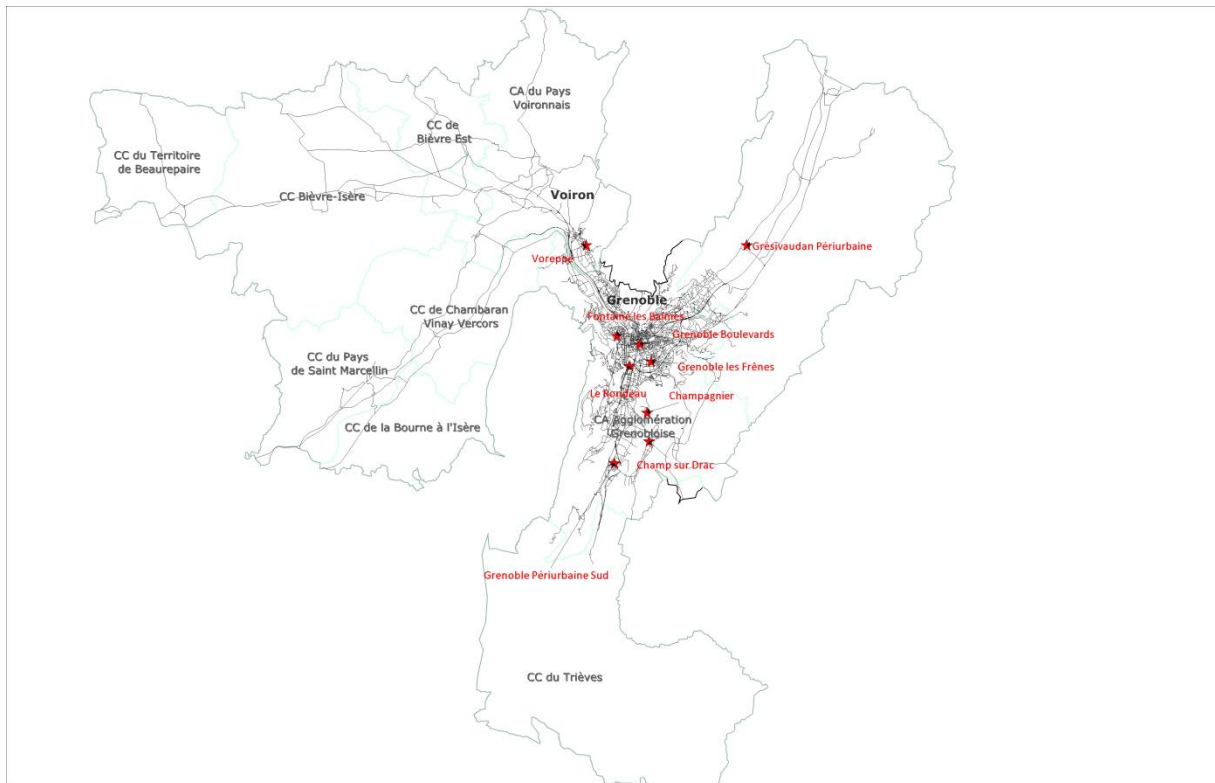 CA du Pays
Voironnais
CC de
Bièvre Est
CC du Territoire
de Beaurepaire
CC Bièvre-Isère
Voiron
Grésivaudan Périurbaine
Voreppe
Grenoble
CC de Chambaran
Vinay Vercors
Fontaine les Balmes
Grenoble Boulevards
CC du Pays
de Saint Marcellin
Grenoble les Frênes
Le Rondeau
Champagnier
CA Agglomération
Grenobloise
CC de la Bourne à l'Isère
Champ sur Drac
Grenoble Périurbaine Sud
CC du Trièves